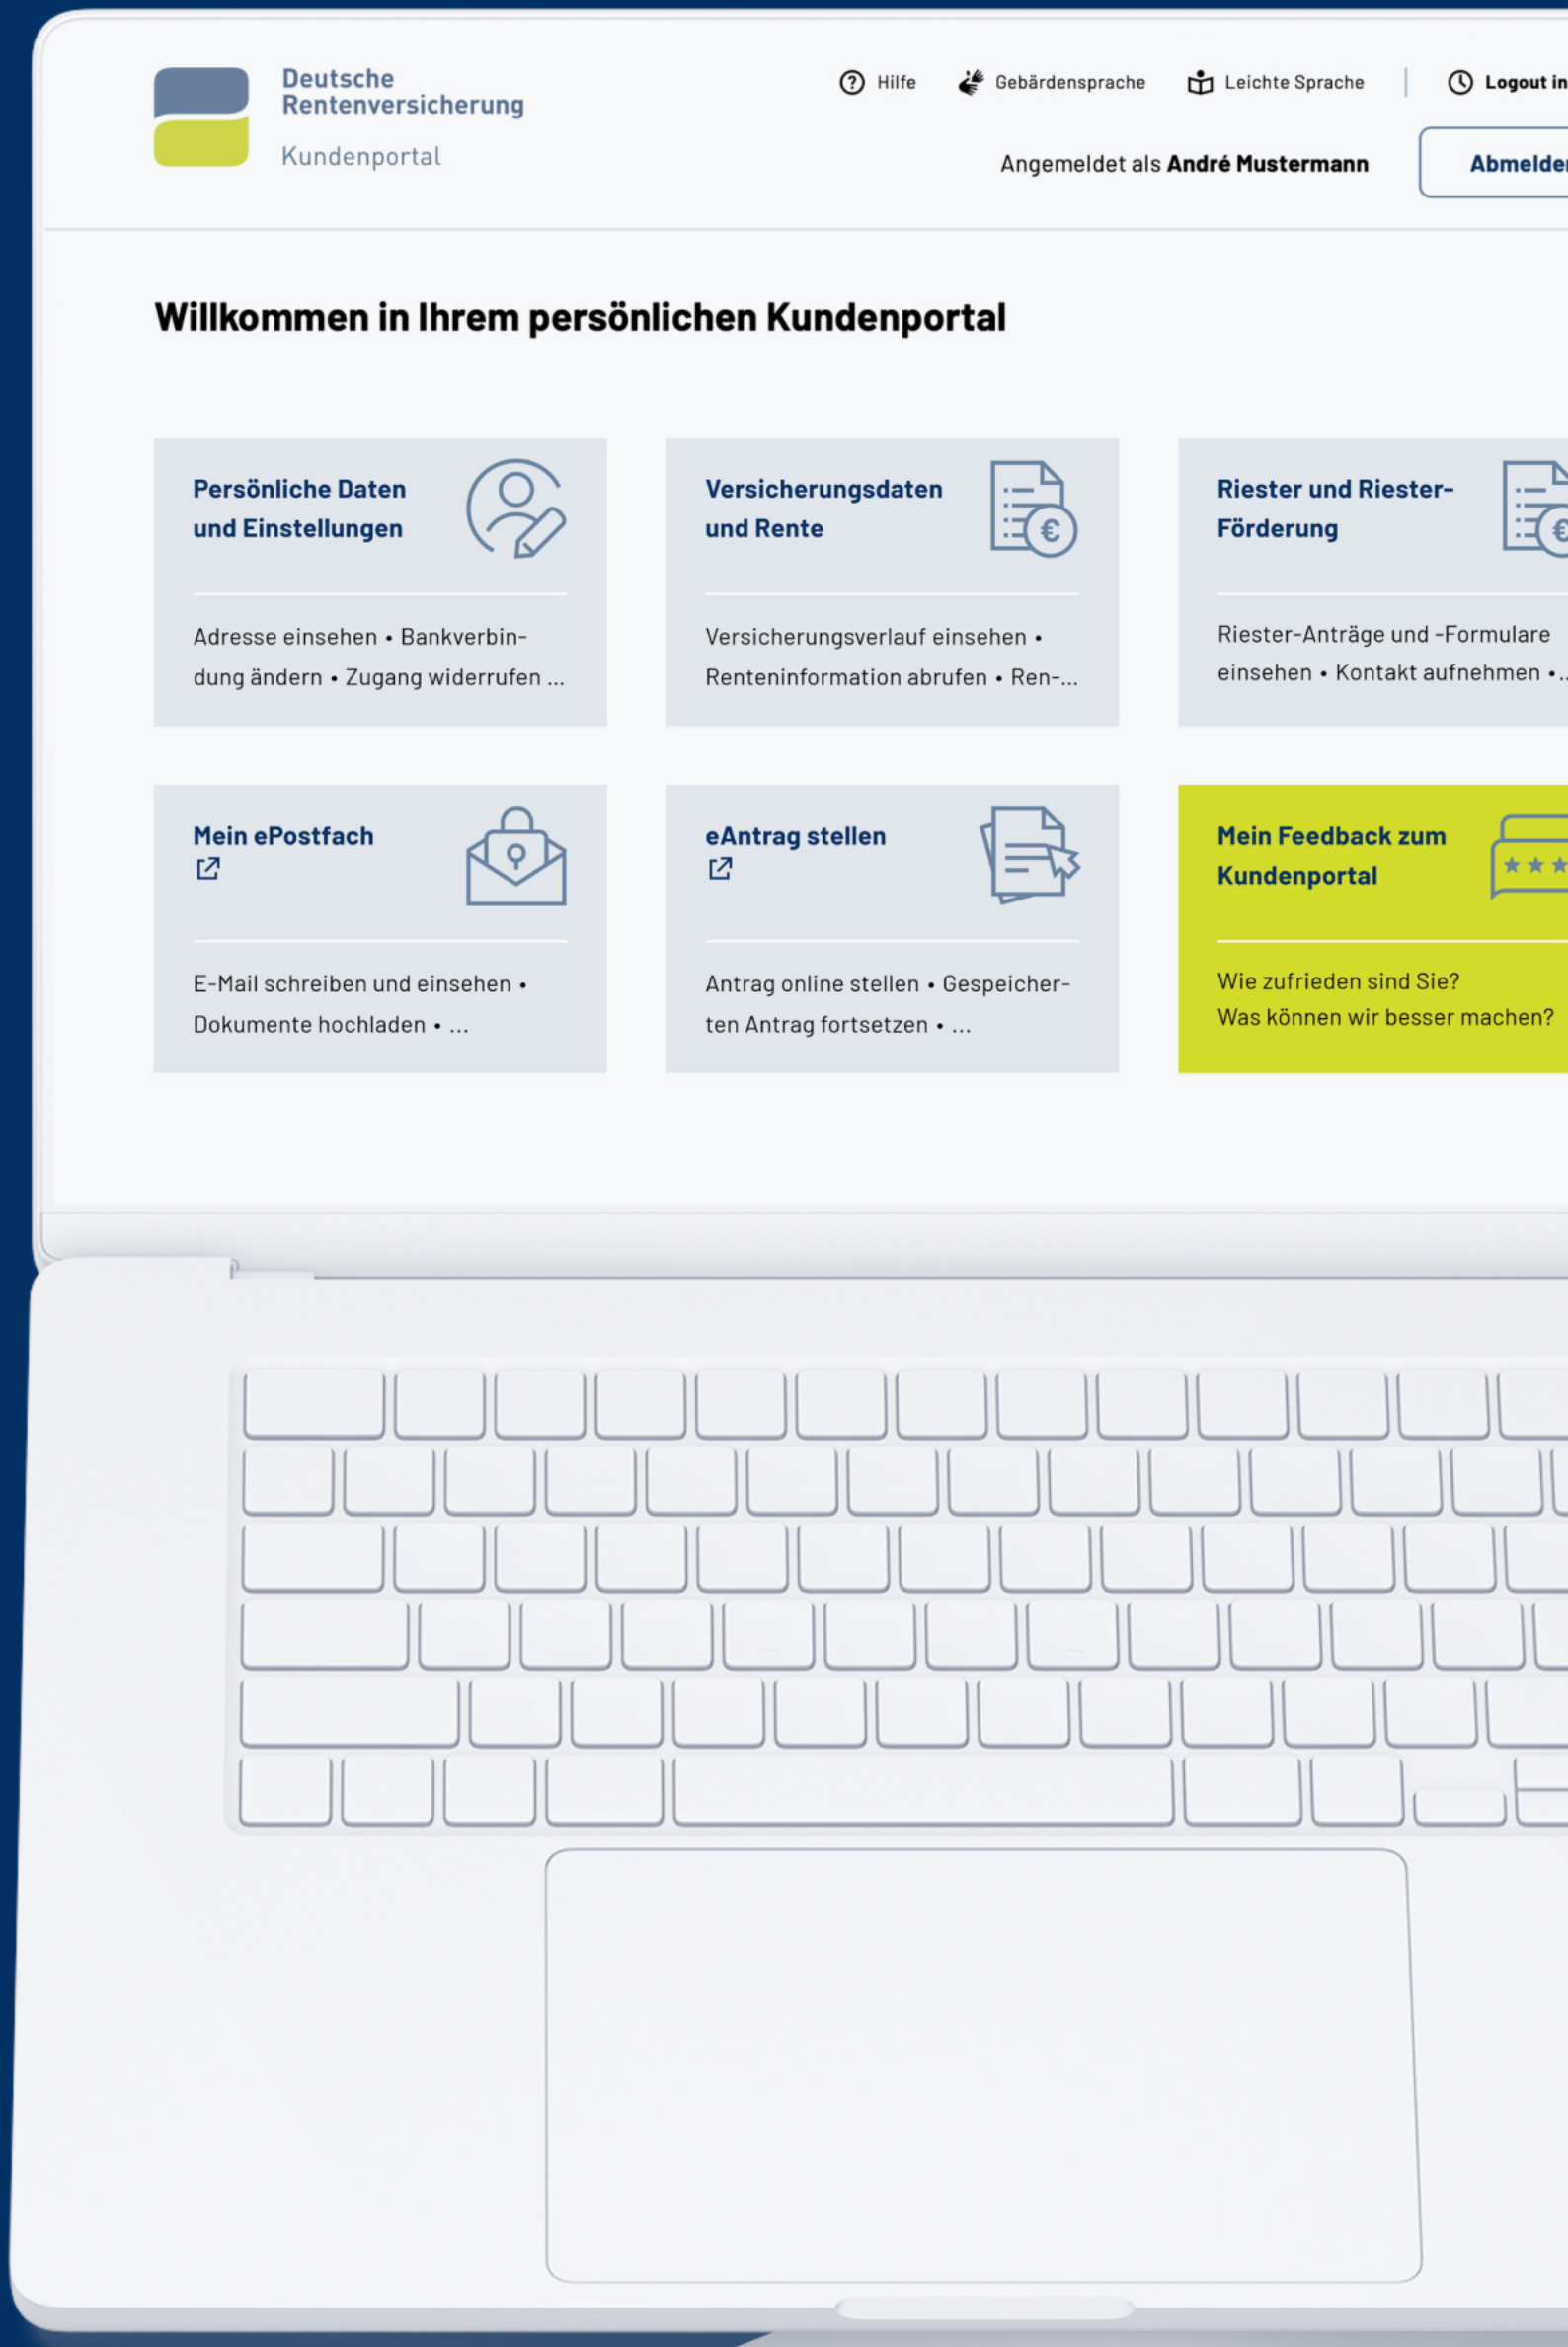 Deutsche
Rentenversicherung
Kundenportal
Hilfe
Gebärdensprache
Leichte Sprache
Logout in
Angemeldet als André Mustermann
Willkommen in Ihrem persönlichen Kundenportal
Persönliche Daten
und Einstellungen
Adresse einsehen • Bankverbin-
dung ändern • Zugang widerrufen ...
Versicherungsdaten
und Rente
Versicherungsverlauf einsehen •
Renteninformation abrufen • Ren-...
Riester und Riester-
Förderung
Riester-Anträge und -Formulare
einsehen • Kontakt aufnehmen •
Mein ePostfach
E-Mail schreiben und einsehen •
Dokumente hochladen • ...
eAntrag stellen
Antrag online stellen • Gespeicher-
ten Antrag fortsetzen • ...
Mein Feedback zum
Kundenportal
Wie zufrieden sind Sie?
Was können wir besser machen?